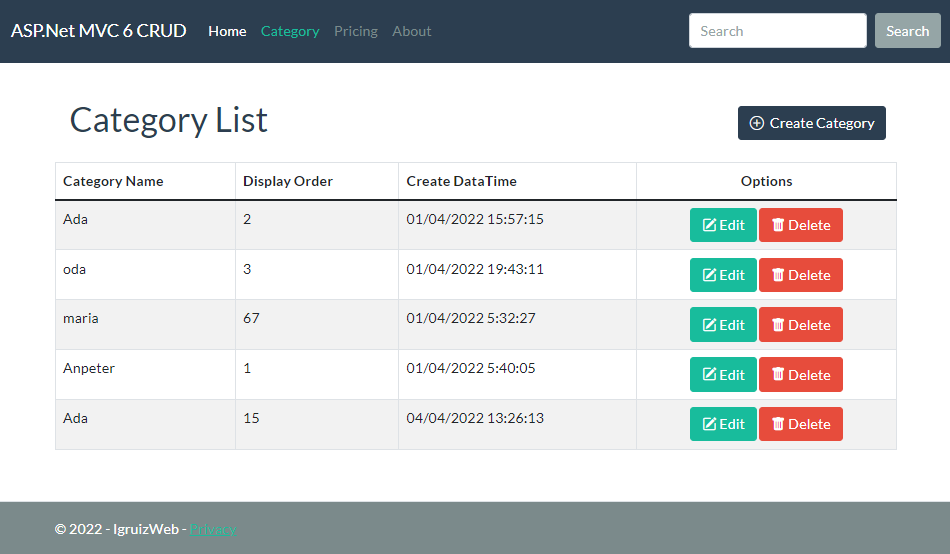 ASP.Net MVC 6 CRUD Home Category Pricing About Search Search
Category List
Create Category
Category Name Display Order Create DataTime Options
Ada 2 01/04/2022 15:57:15 Edit Delete
oda 3 01/04/2022 19:43:11 Edit Delete
maria 67 01/04/2022 5:32:27 Edit Delete
Anpeter 1 01/04/2022 5:40:05 Edit Delete
Ada 15 04/04/2022 13:26:13 Edit Delete
© 2022 - IgruizWeb - Privacy